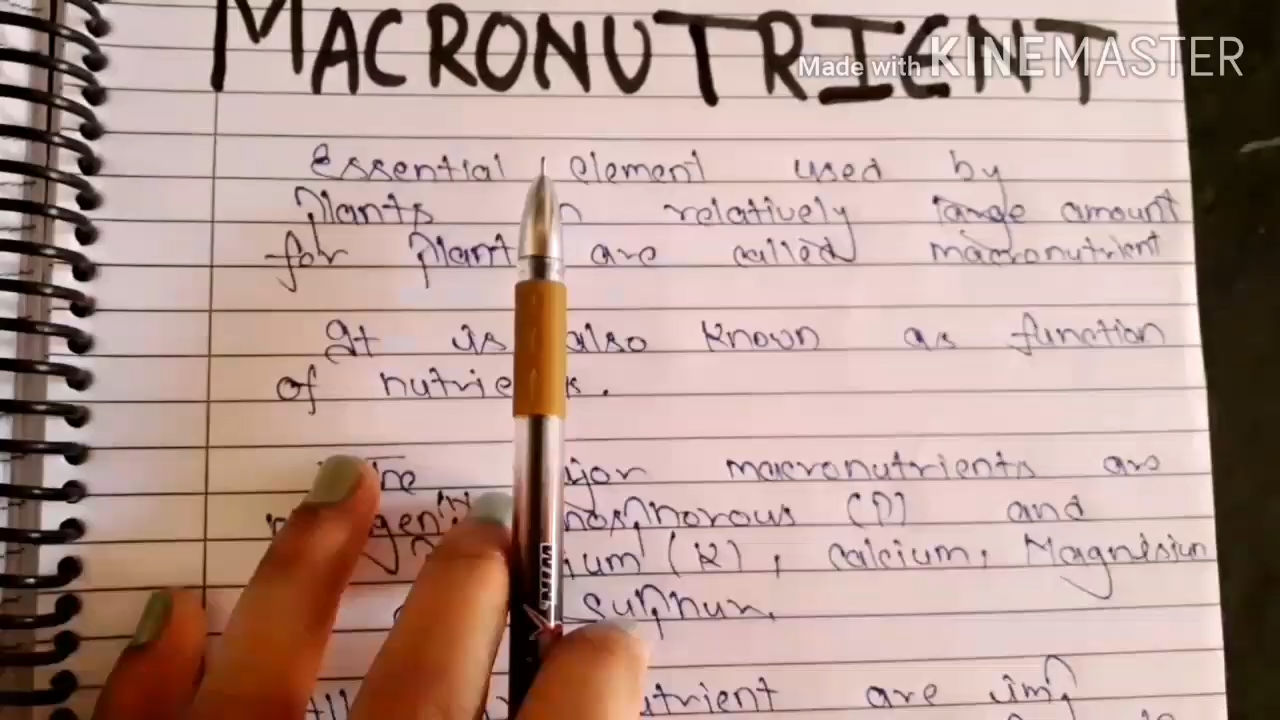 MACRONUTRIENT
Made with KINEMASTER
Essential element used by
Plants relatively large amount
for Plant are called macronutrient
It is also known as function
of
macronutrients are
(P) and
(K), calcium, Magnesium
sulphur.
are
WIN